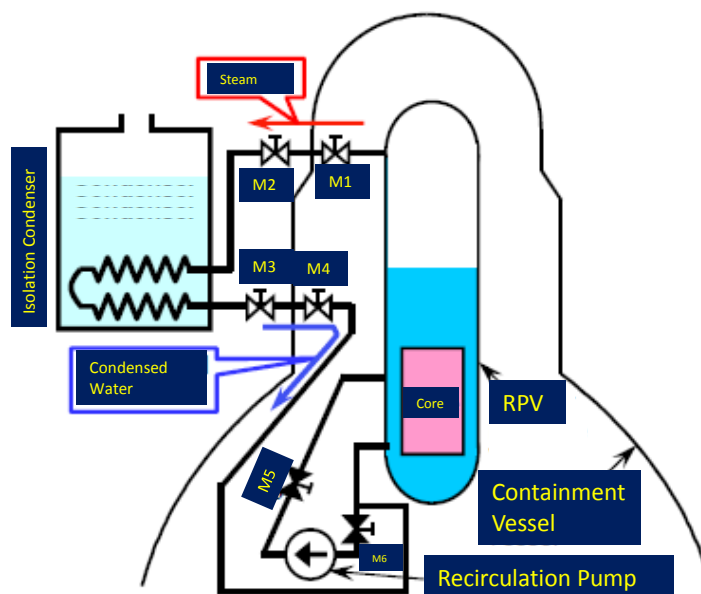 Steam
M2
M1
Isolation Condenser
M3
M4
Condensed
Water
Core
RPV
M5
Containment
Vessel
M6
Recirculation Pump